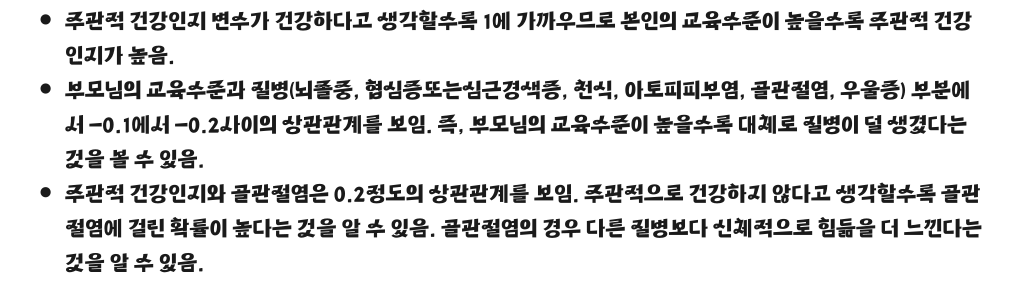 • 주관적 건강인지 변수가 건강하다고 생각할수록 1에 가까우므로 본인의 교육수준이 높을수록 주관적 건강
인지가 높음.
• 부모님의 교육수준과 질병(뇌졸중, 협심증또는심근경색증, 천식, 아토피피부염, 골관절염, 우울증) 부분에
서 -0.1에서 -0.2사이의 상관관계를 보임. 즉, 부모님의 교육수준이 높을수록 대체로 질병이 덜 생겼다는
것을 볼 수 있음.
• 주관적 건강인지와 골관절염은 0.2정도의 상관관계를 보임. 주관적으로 건강하지 않다고 생각할수록 골관
절염에 걸린 확률이 높다는 것을 알 수 있음. 골관절염의 경우 다른 질병보다 신체적으로 힘듦을 더 느낀다는
것을 알 수 있음.